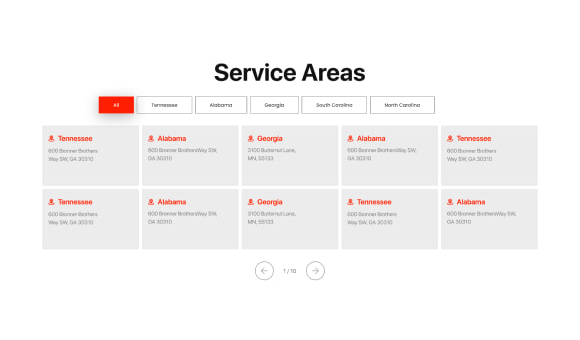 Service Areas
All Tennessee Alabama Georgia South Carolina North Carolina
Tennessee Alabama Georgia Alabama Tennessee
600 Bronner Brothers 600 Bronner BrothersWay SW, 3100 Butternut Lane, 600 Bronner BrothersWay SW, 600 Bronner Brothers
Way SW, GA 30310 GA 30310 MN, 55133 GA 30310 Way SW, GA 30310
Tennessee Alabama Georgia Tennessee Alabama
600 Bronner Brothers 600 Bronner BrothersWay SW, 3100 Butternut Lane, 600 Bronner Brothers 600 Bronner BrothersWay SW,
Way SW, GA 30310 GA 30310 MN, 55133 Way SW, GA 30310 GA 30310
1 / 10